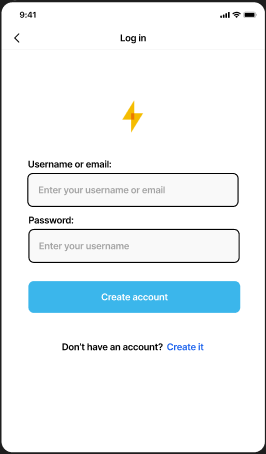 9:41
Log in
Username or email:
Enter your username or email
Password:
Enter your username
Create account
Don't have an account? Create it